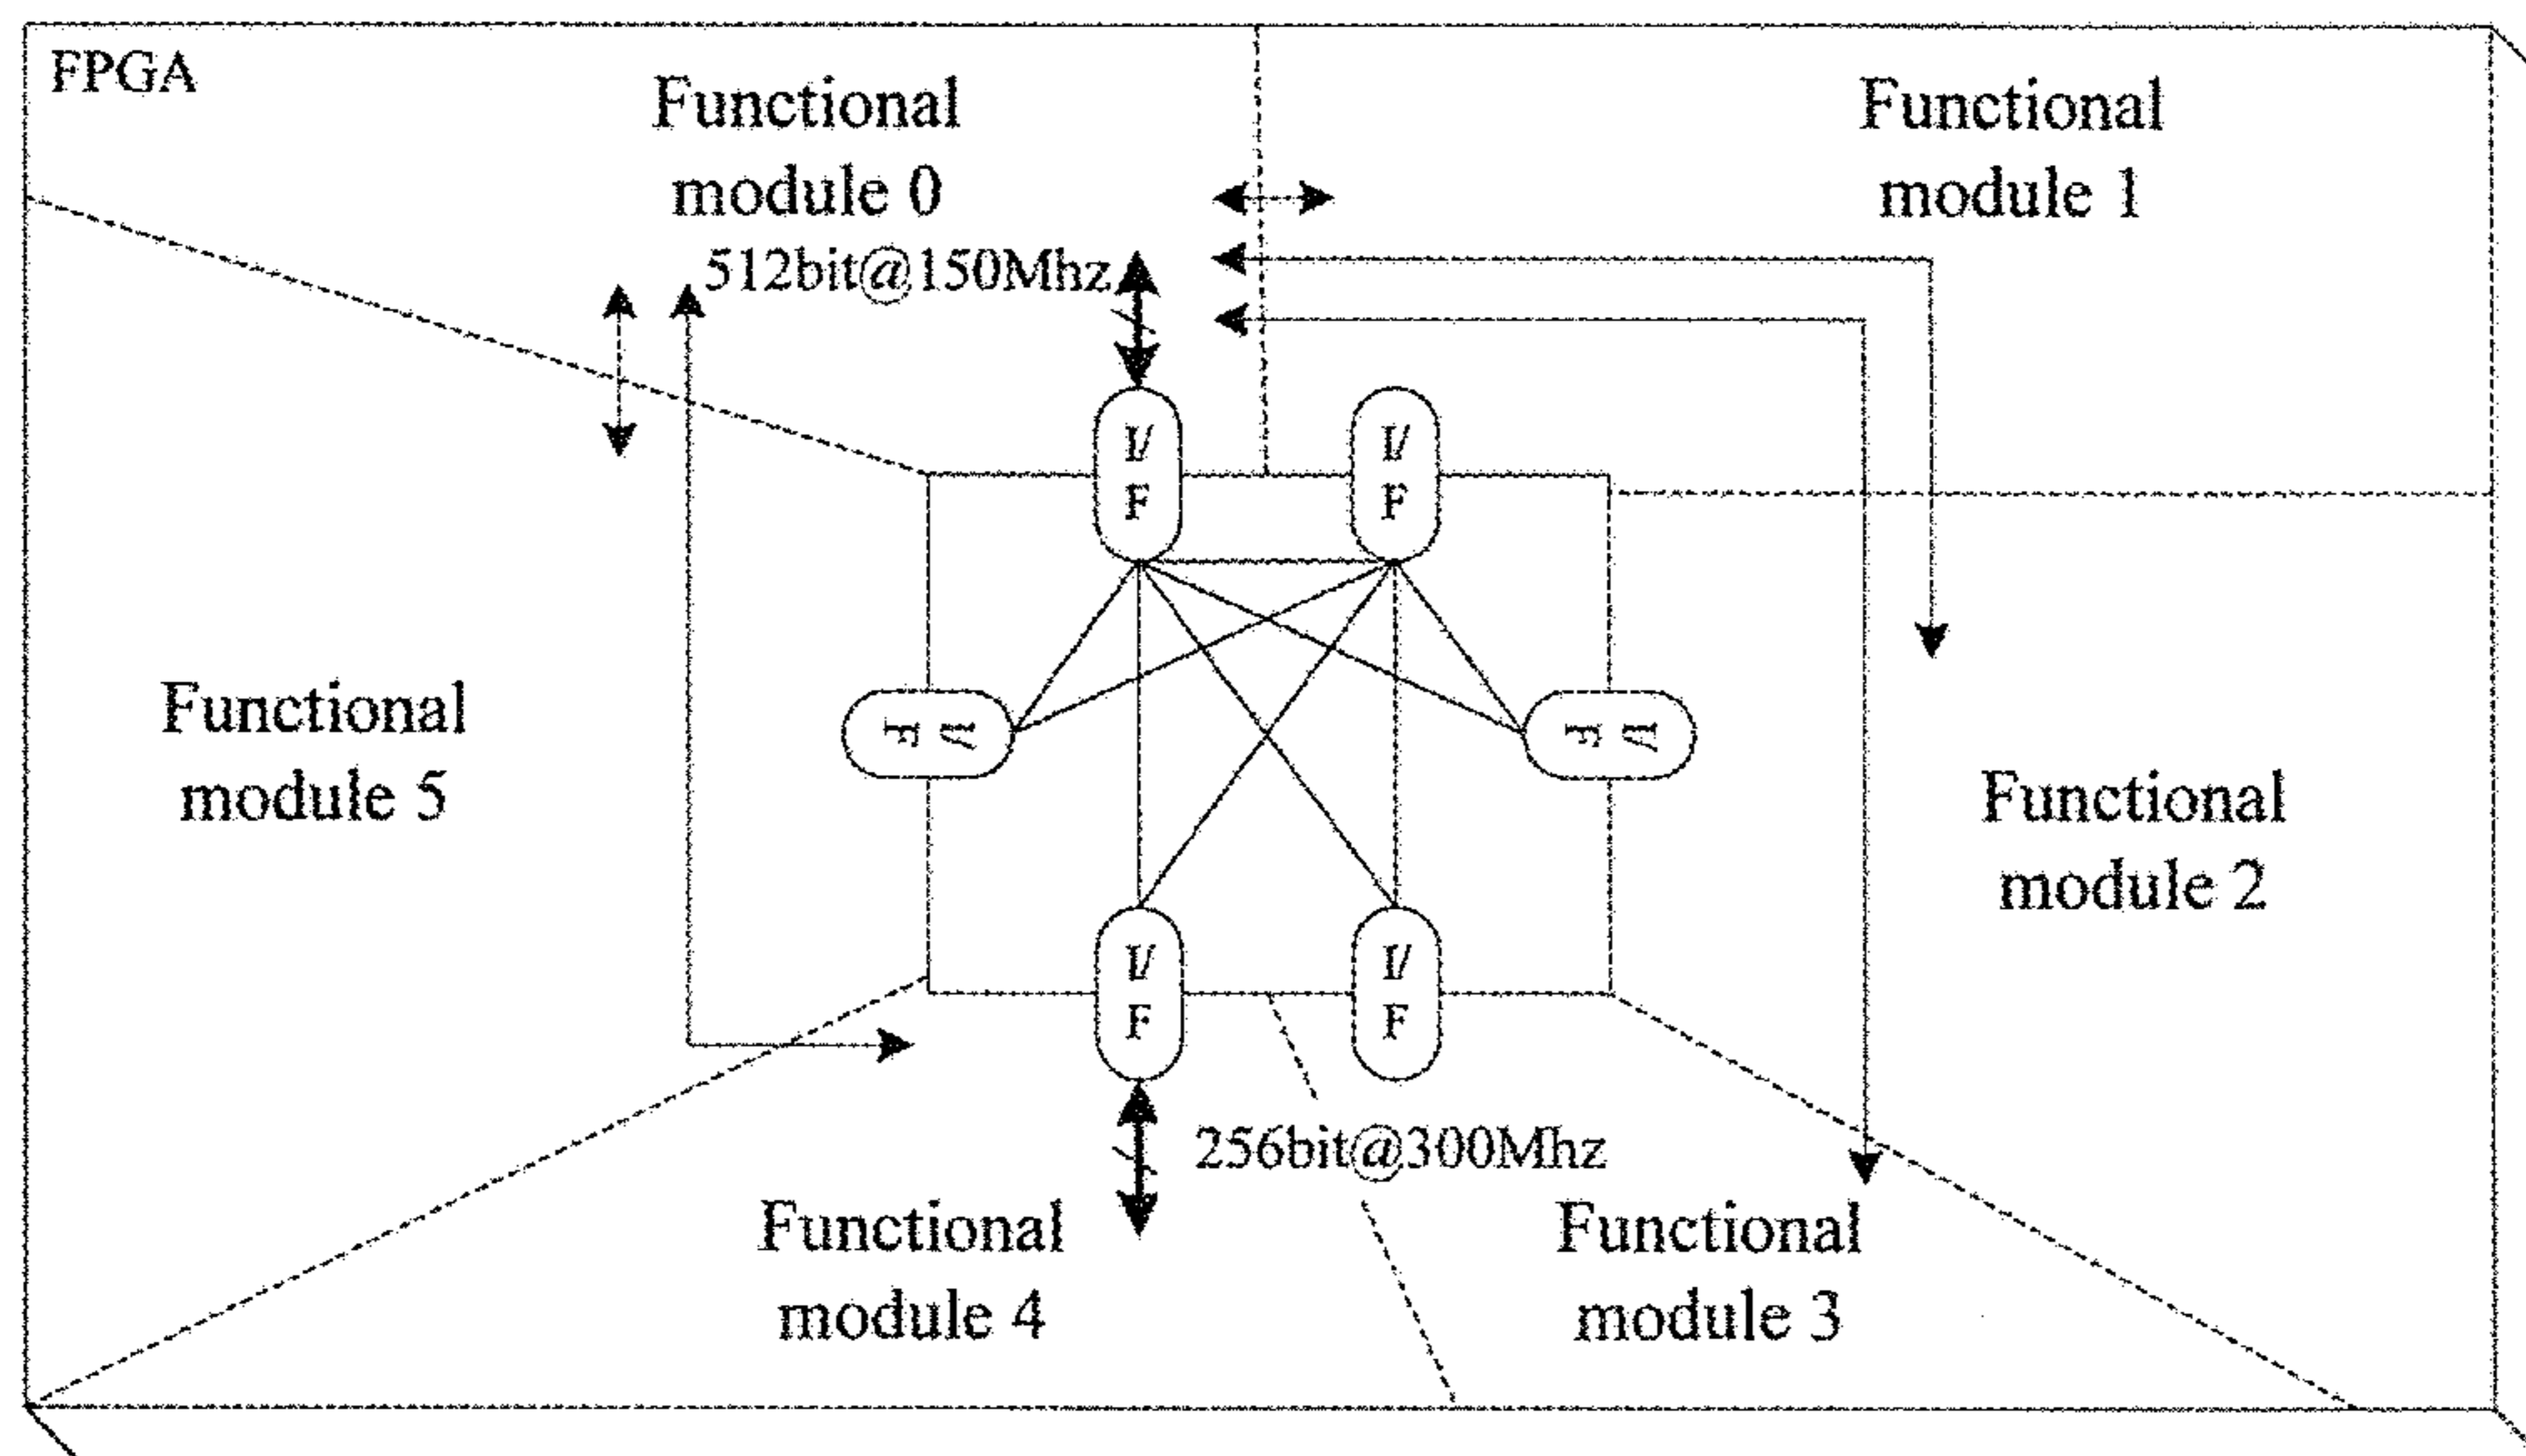 FPGA
Functional
module 0
Functional
module 1
512bit@150Mhz
I/
F
I/
F
Functional
module 5
I/
F
I/
F
Functional
module 2
I/
F
I/
F
256bit@300Mhz
Functional
module 4
Functional
module 3